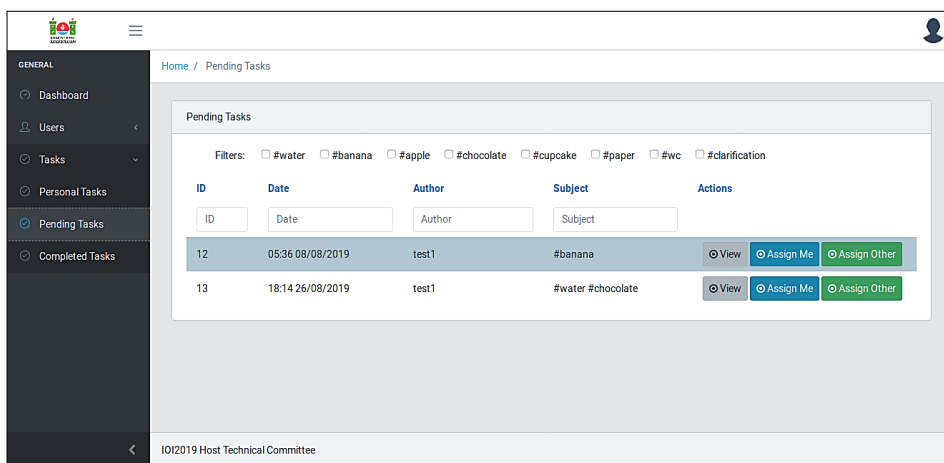 GENERAL
Home / Pending Tasks
Dashboard
Users
Tasks
Personal Tasks
Pending Tasks
Completed Tasks
Pending Tasks
Filters: #water #banana #apple #chocolate #cupcake #paper #wc #clarification
ID Date Author Subject Actions
ID Date Author Subject
12 05:36 08/08/2019 test1 #banana View Assign Me Assign Other
13 18:14 26/08/2019 test1 #water #chocolate View Assign Me Assign Other
IOI2019 Host Technical Committee